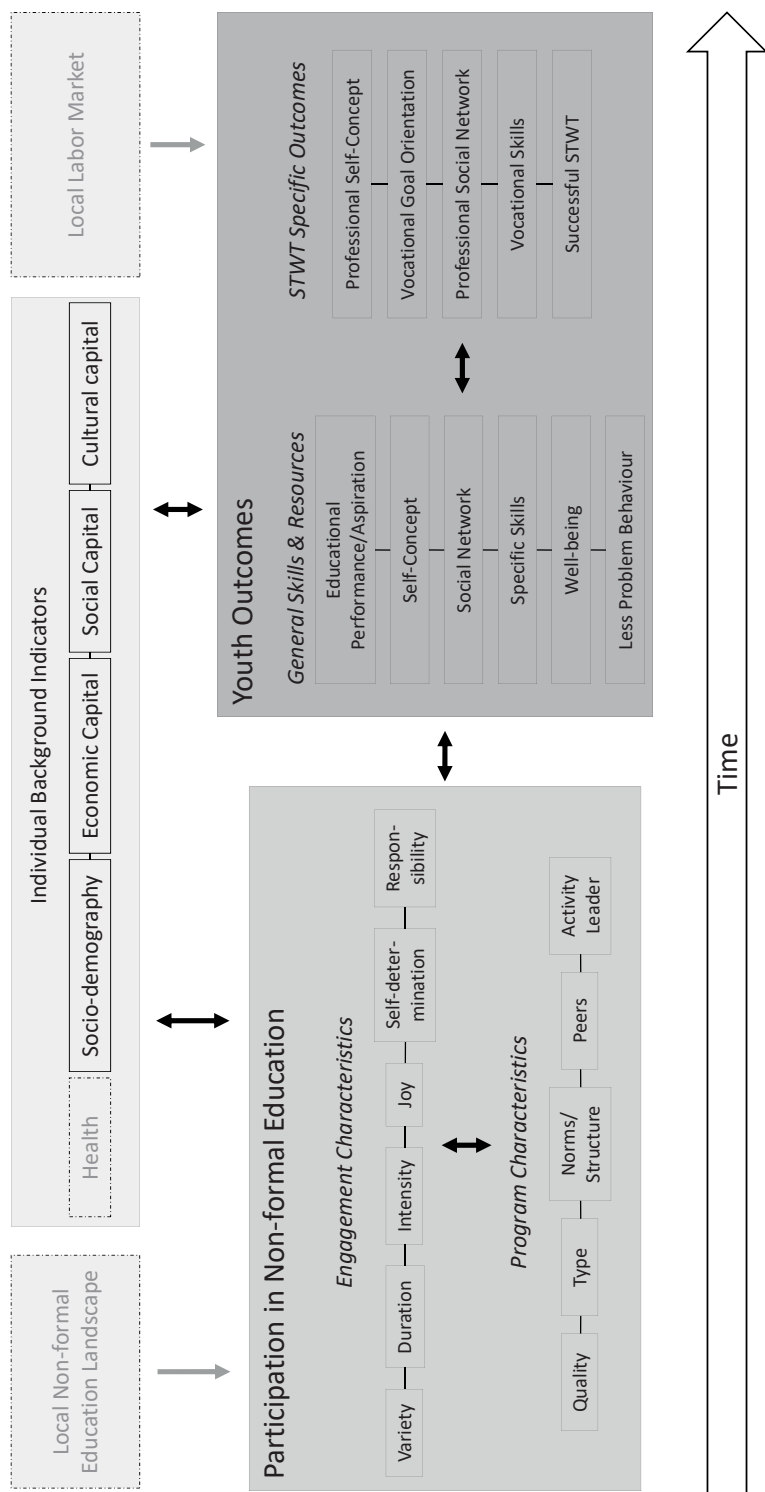 Local Non-formal
Education Landscape
Individual Background Indicators
Health
Socio-demography
Economic Capital
Social Capital
Cultural capital
Local Labor Market
Participation in Non-formal Education
Engagement Characteristics
Variety
Duration
Intensity
Joy
Self-deter-
mination
Respon-
sibility
Program Characteristics
Quality
Type
Norms/
Structure
Peers
Activity
Leader
Youth Outcomes
General Skills & Resources
Educational
Performance/Aspiration
Self-Concept
Social Network
Specific Skills
Well-being
Less Problem Behaviour
STWT Specific Outcomes
Professional Self-Concept
Vocational Goal Orientation
Professional Social Network
Vocational Skills
Successful STWT
Time